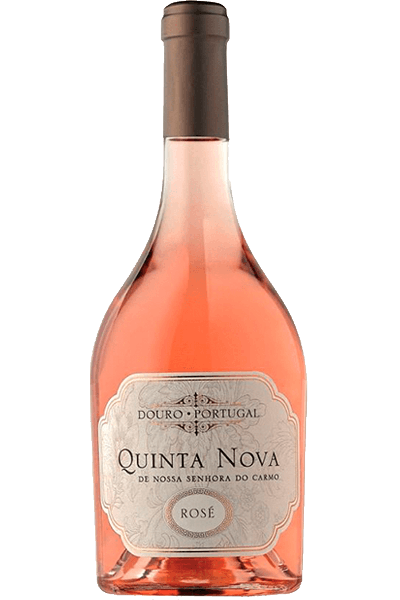 DOURO • PORTUGAL
QUINTA NOVA
DE NOSSA SENHORA DO CARMO
ROSÉ